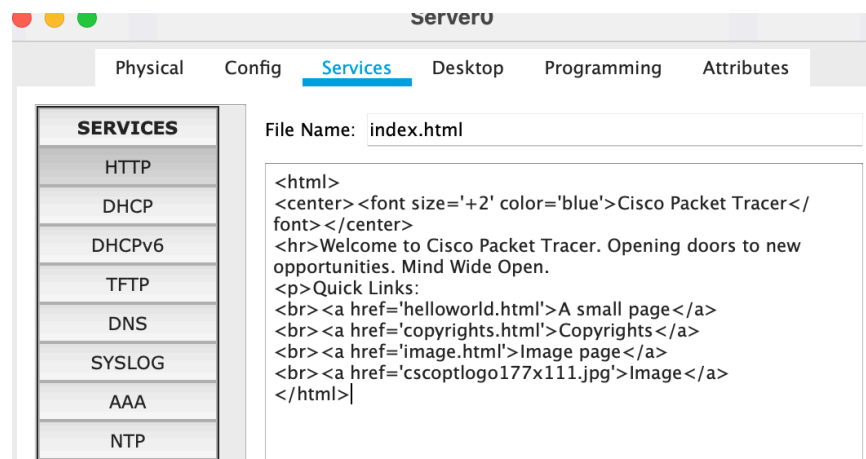 Server0
Physical Config Services Desktop Programming Attributes
SERVICES
HTTP
DHCP
DHCPv6
TFTP
DNS
SYSLOG
AAA
NTP
File Name: index.html
<html>
<center><font size='+2' color='blue'>Cisco Packet Tracer</
font></center>
<hr>Welcome to Cisco Packet Tracer. Opening doors to new
opportunities. Mind Wide Open.
<p>Quick Links:
<br><a href='helloworld.html'>A small page</a>
<br><a href='copyrights.html'>Copyrights</a>
<br><a href='image.html'>Image page</a>
<br><a href='cscoptlogo177x111.jpg'>Image</a>
</html>